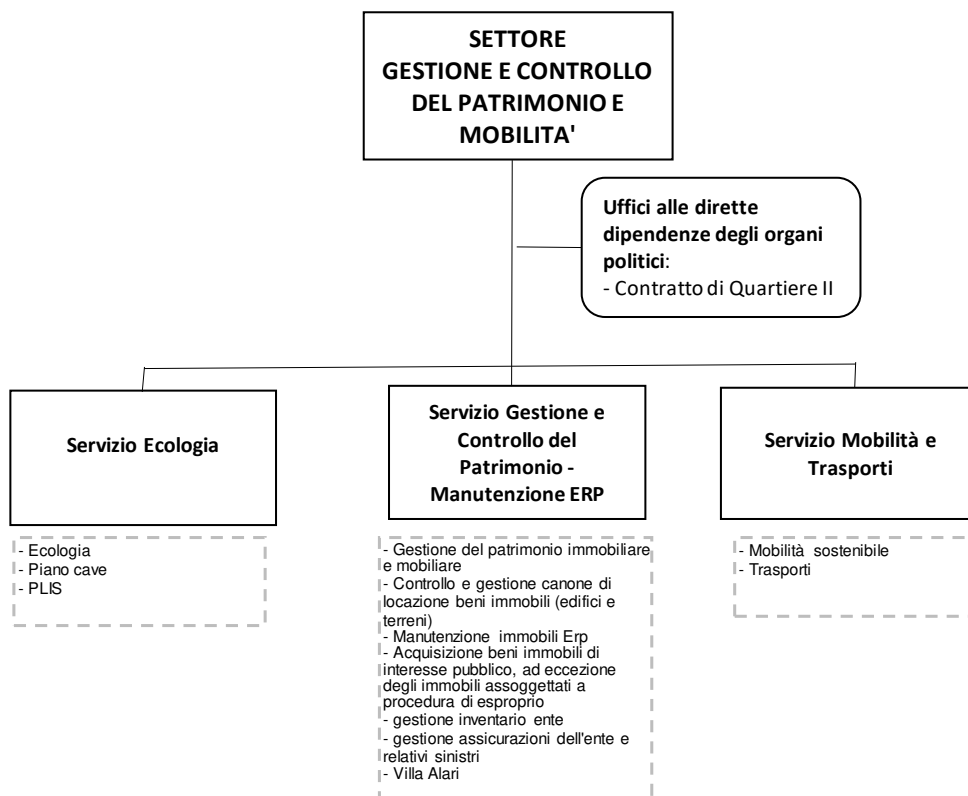 SETTORE
GESTIONE E CONTROLLO
DEL PATRIMONIO E
MOBILITA'
Uffici alle dirette
dipendenze degli organi
politici:
- Contratto di Quartiere II
Servizio Ecologia
Servizio Gestione e
Controllo del
Patrimonio -
Manutenzione ERP
Servizio Mobilità e
Trasporti
- Ecologia
- Piano cave
- PLIS
- Gestione del patrimonio immobiliare
e mobiliare
- Controllo e gestione canone di
locazione beni immobili (edifici e
terreni)
- Manutenzione immobili Erp
- Acquisizione beni immobili di
interesse pubblico, ad eccezione
degli immobili assoggettati a
procedura di esproprio
- gestione inventario ente
- gestione assicurazioni dell'ente e
relativi sinistri
- Villa Alari
- Mobilità sostenibile
- Trasporti